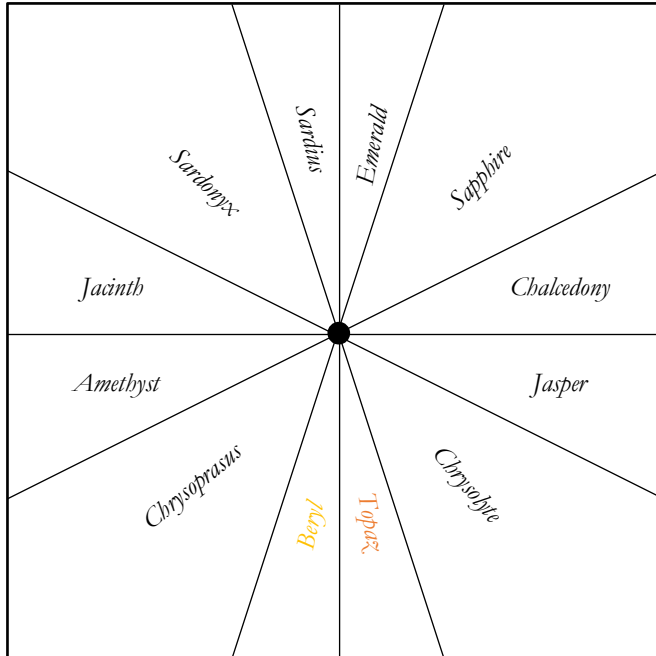 Sardius
Emerald
Sardonyx
Sapphire
Jacinth
Chalcedony
Amethyst
Jasper
Chrysoprasus
Chrysolyte
Beryl
Topaz